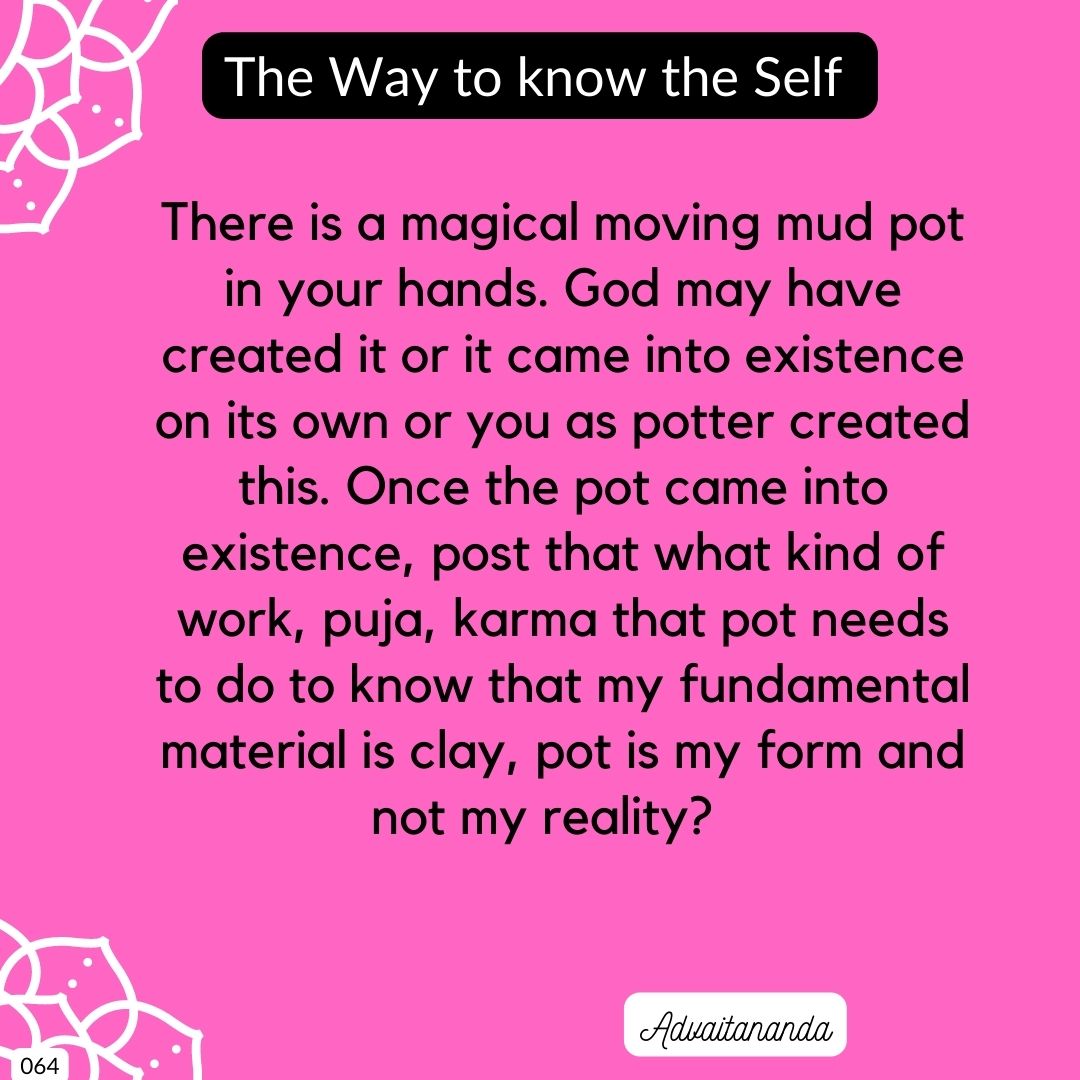 The Way to know the Self
There is a magical moving mud pot
in your hands. God may have
created it or it came into existence
on its own or you as potter created
this. Once the pot came into
existence, post that what kind of
work, puja, karma that pot needs
to do to know that my fundamental
material is clay, pot is my form and
not my reality?
Advaitananda
064